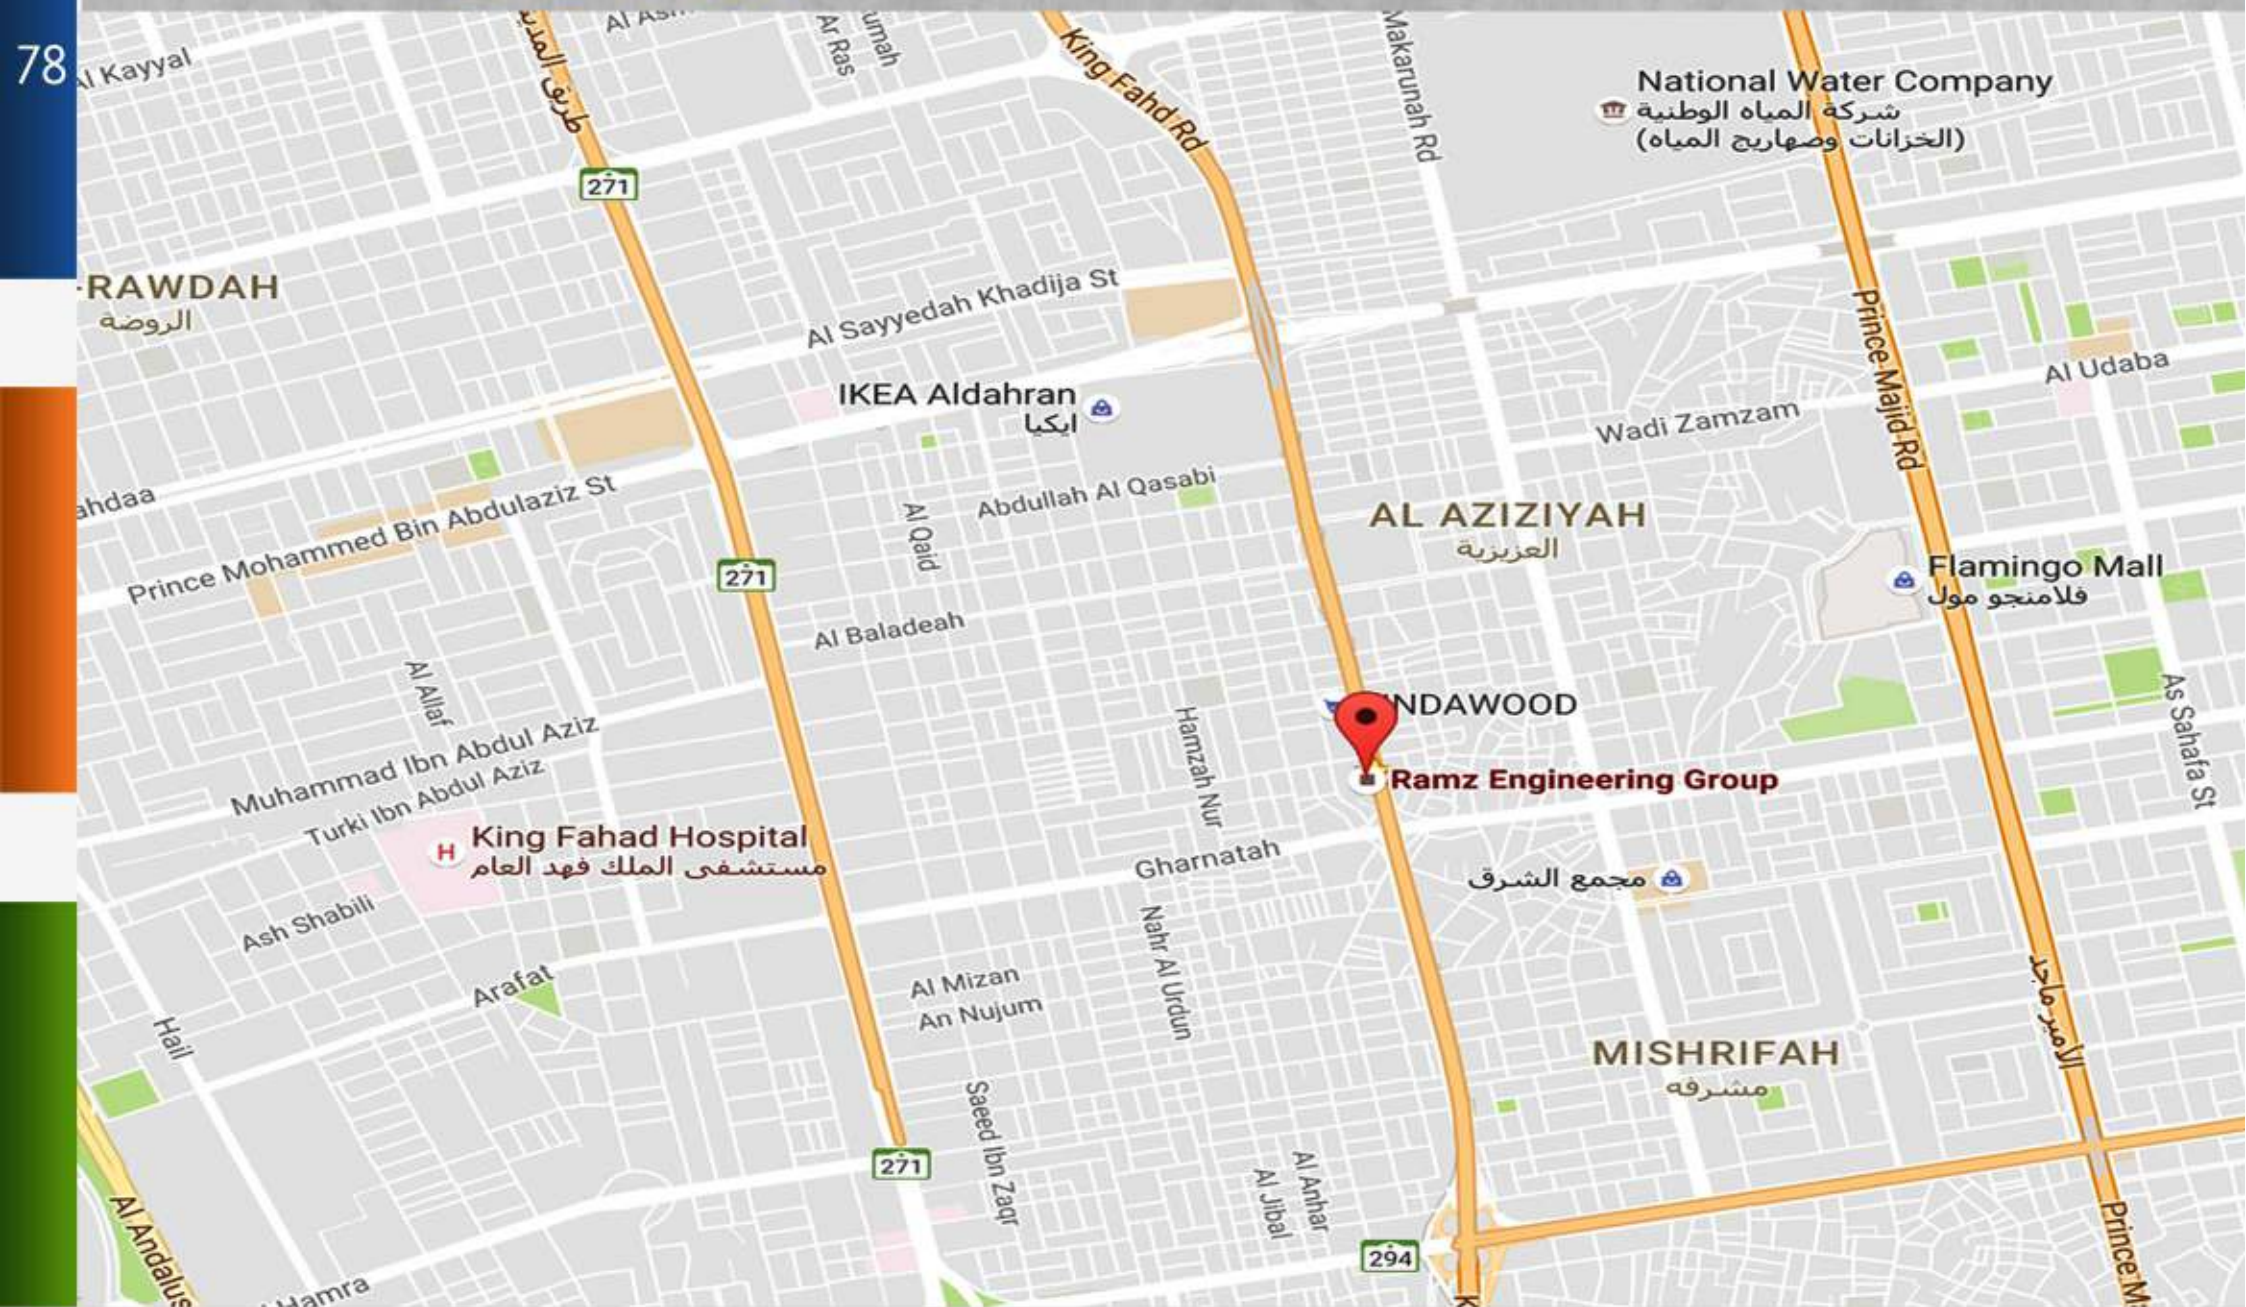 78
Al Kayyal
Ar Ras
King Fahd Rd
Makarunah Rd
National Water Company
شركة المياه الوطنية
(الخزانات وصهاريج المياه)
271
RAWDAH
الروضة
Al Sayyedah Khadija St
Prince Majid Rd
Al Udaba
IKEA Aldahran
ايكيا
Wadi Zamzam
Prince Mohammed Bin Abdulaziz St
Al Qaid
Abdullah Al Qasabi
AL AZIZIYAH
العزيزية
271
Flamingo Mall
فلامنجو مول
Al Baladeah
Al Allaf
NDAWOOD
As Sahafa St
Muhammad Ibn Abdul Aziz
Turki Ibn Abdul Aziz
Hamzah Nur
Ramz Engineering Group
King Fahad Hospital
مستشفى الملك فهد العام
Gharnatah
مجمع الشرق
Ash Shabili
Arafat
Al Mizan
An Nujum
Nahr Al Urdun
الأمير ماجد
Hail
MISHRIFAH
مشرفه
Saeed Ibn Zaqr
271
Al Anhar
Al Jibal
Al Andalus
294
Prince M
Hamra